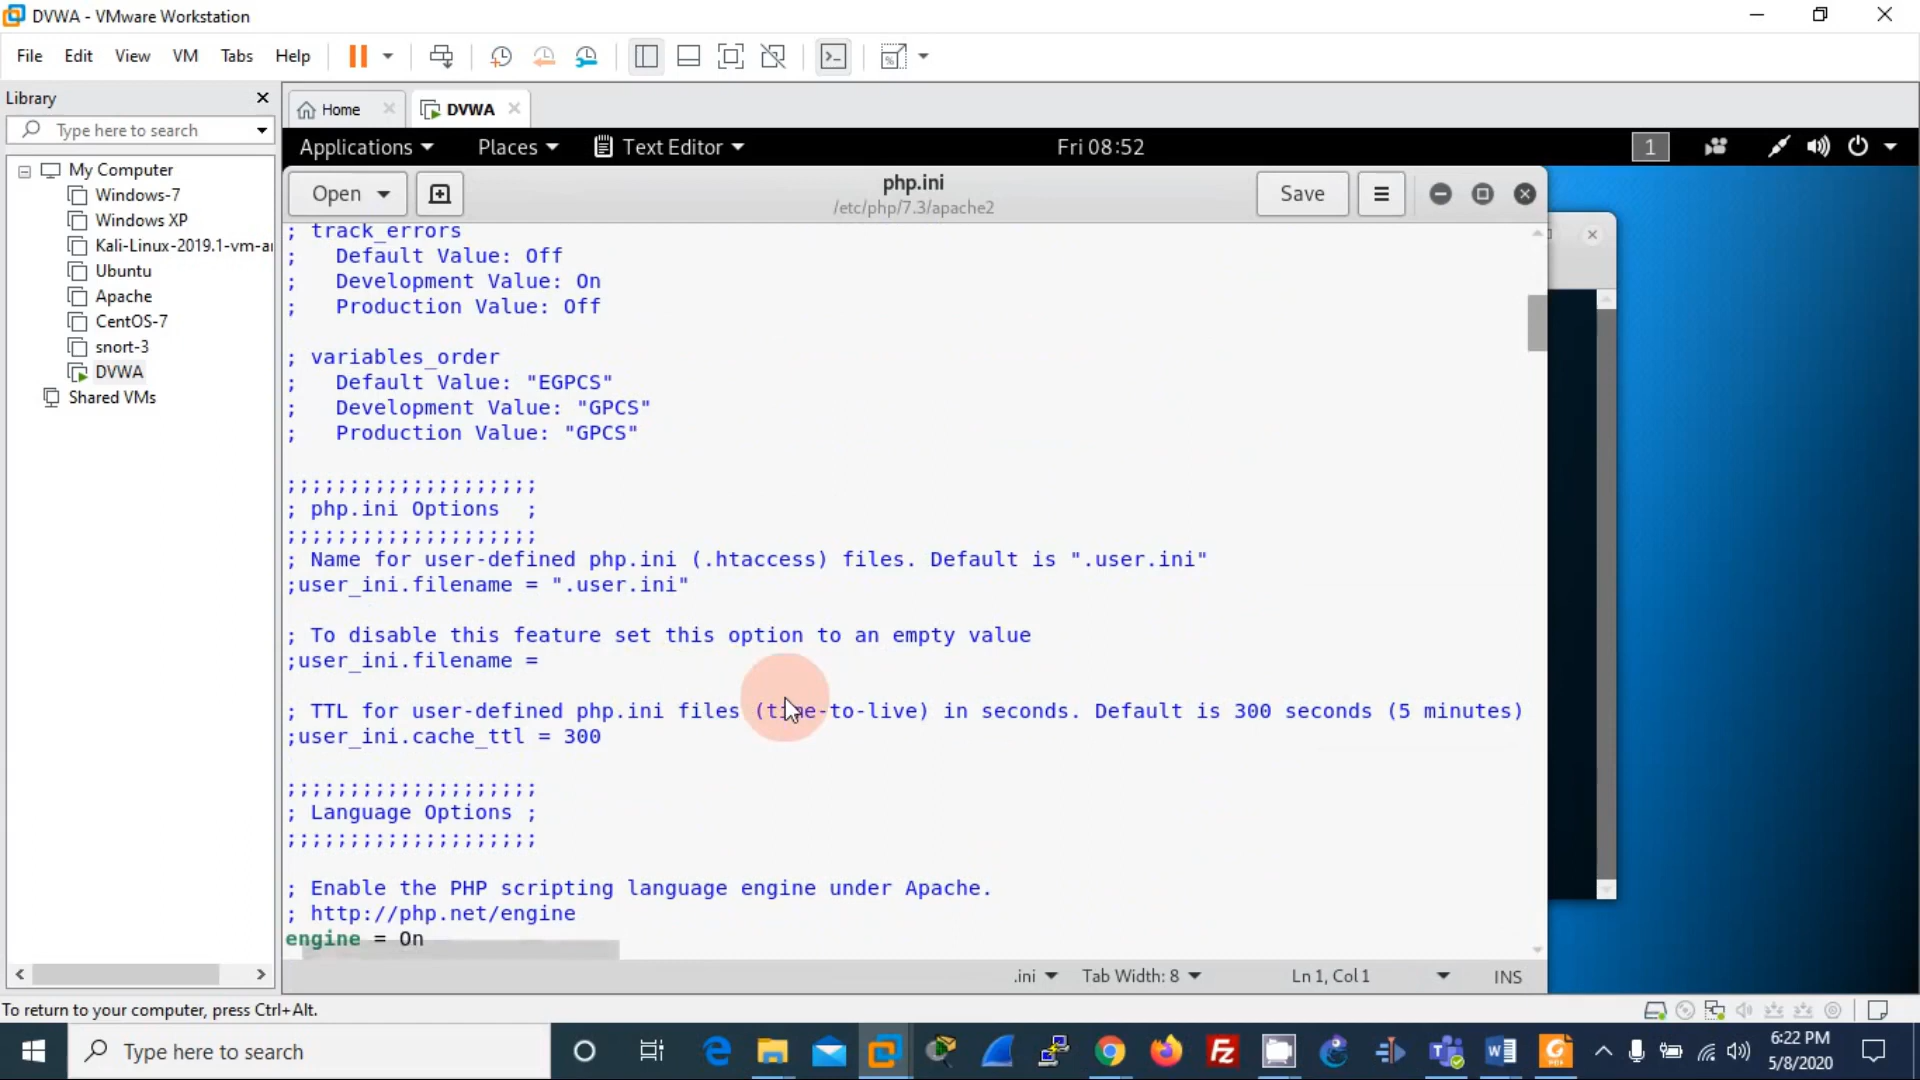 DVWA - VMware Workstation
File Edit View VM Tabs Help
Library
Type here to search
My Computer
Windows-7
Windows XP
Kali-Linux-2019.1-vm-a
Ubuntu
Apache
CentOS-7
snort-3
DVWA
Shared VMs
Home DVWA
Applications Places Text Editor Fri 08:52 1
Open php.ini Save
/etc/php/7.3/apache2
; track_errors
;   Default Value: Off
;   Development Value: On
;   Production Value: Off
; variables_order
;   Default Value: "EGPCS"
;   Development Value: "GPCS"
;   Production Value: "GPCS"
;;;;;;;;;;;;;;;;;;;;
; php.ini Options  ;
;;;;;;;;;;;;;;;;;;;;
; Name for user-defined php.ini (.htaccess) files. Default is ".user.ini"
;user_ini.filename = ".user.ini"
; To disable this feature set this option to an empty value
;user_ini.filename =
; TTL for user-defined php.ini files (time-to-live) in seconds. Default is 300 seconds (5 minutes)
;user_ini.cache_ttl = 300
;;;;;;;;;;;;;;;;;;;;
; Language Options ;
;;;;;;;;;;;;;;;;;;;;
; Enable the PHP scripting language engine under Apache.
; http://php.net/engine
engine = On
.ini Tab Width: 8 Ln 1, Col 1 INS
To return to your computer, press Ctrl+Alt.
Type here to search
6:22 PM
5/8/2020